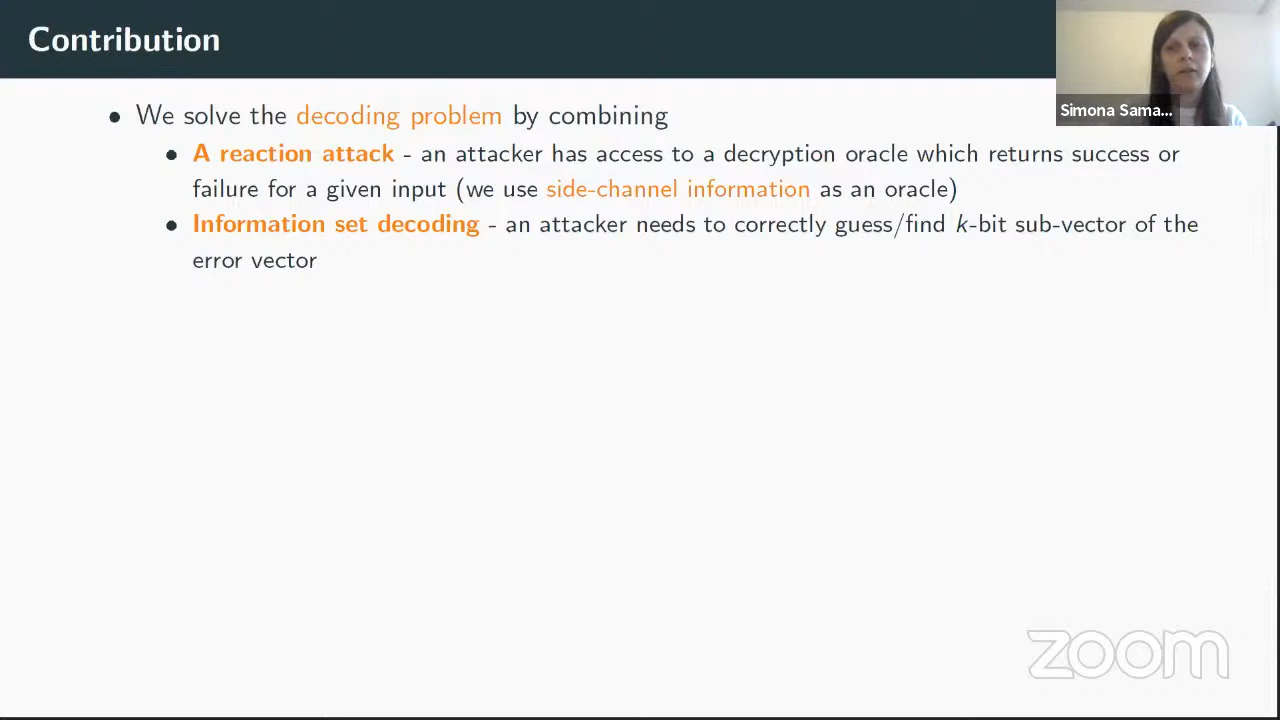 Contribution
Simona Sama...
• We solve the decoding problem by combining
• A reaction attack - an attacker has access to a decryption oracle which returns success or
failure for a given input (we use side-channel information as an oracle)
• Information set decoding - an attacker needs to correctly guess/find k-bit sub-vector of the
error vector
zoom